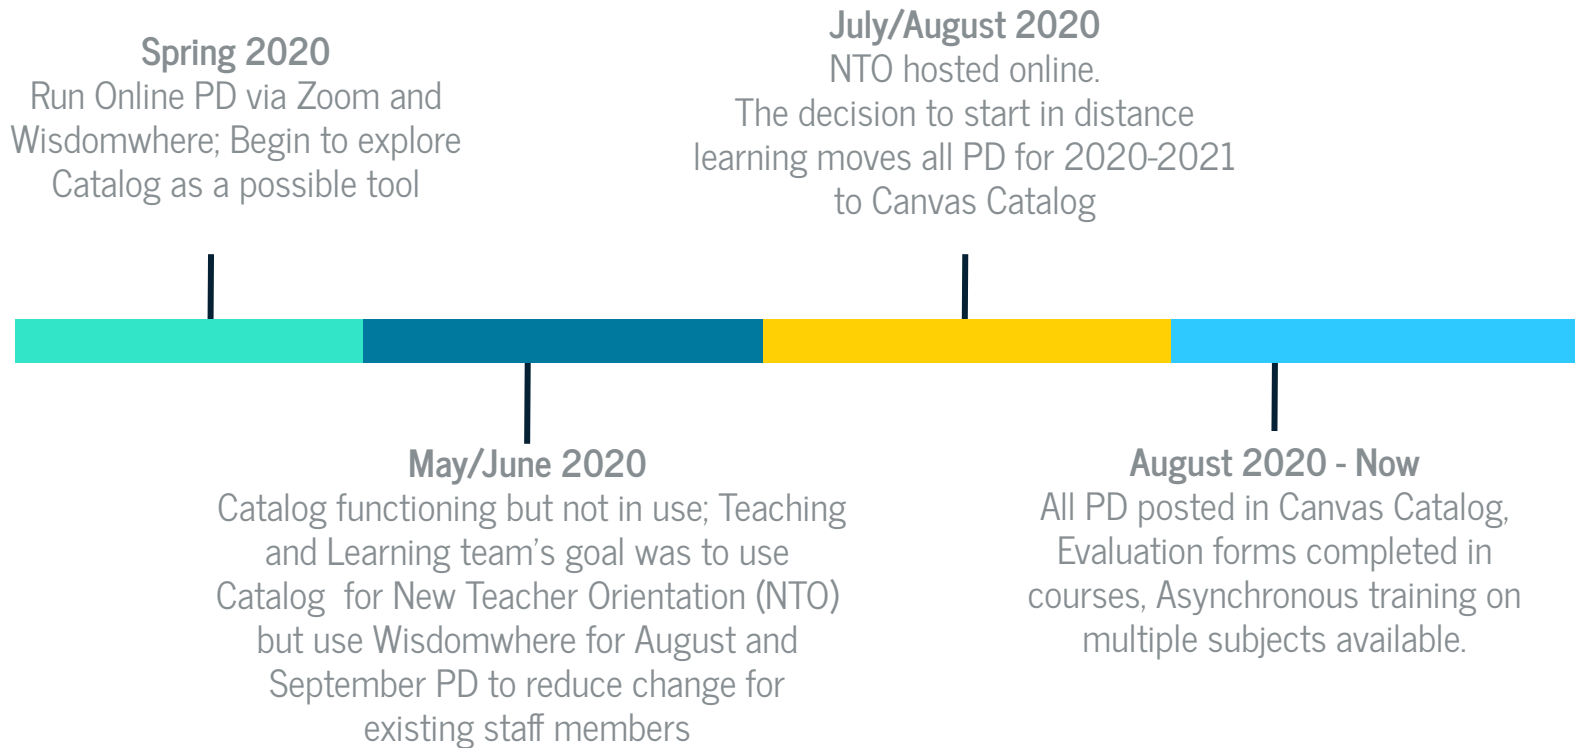 Spring 2020
Run Online PD via Zoom and
Wisdomwhere; Begin to explore
Catalog as a possible tool
July/August 2020
NTO hosted online.
The decision to start in distance
learning moves all PD for 2020-2021
to Canvas Catalog
May/June 2020
Catalog functioning but not in use; Teaching
and Learning team's goal was to use
Catalog  for New Teacher Orientation (NTO)
but use Wisdomwhere for August and
September PD to reduce change for
existing staff members
August 2020 - Now
All PD posted in Canvas Catalog,
Evaluation forms completed in
courses, Asynchronous training on
multiple subjects available.